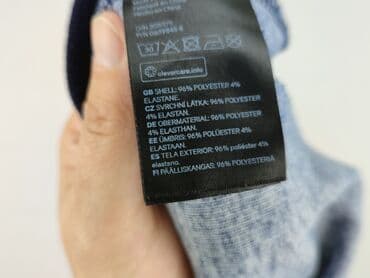 clevercare.info
GB SHELL: 96% POLYESTER 4%
ELASTANE.
CZ SVRCHNÍ LÁTKA: 96% POLYESTER
4% ELASTAN.
DE OBERMATERIAL: 96% POLYESTER
4% ELASTHAN.
EE ÜMBRIS: 96% POLÜESTER 4%
ELASTAAN.
ES TELA EXTERIOR: 96% poliéster 4%
elastano.
FI PÄÄLLISKANGAS: 96% POLYESTERIÄ